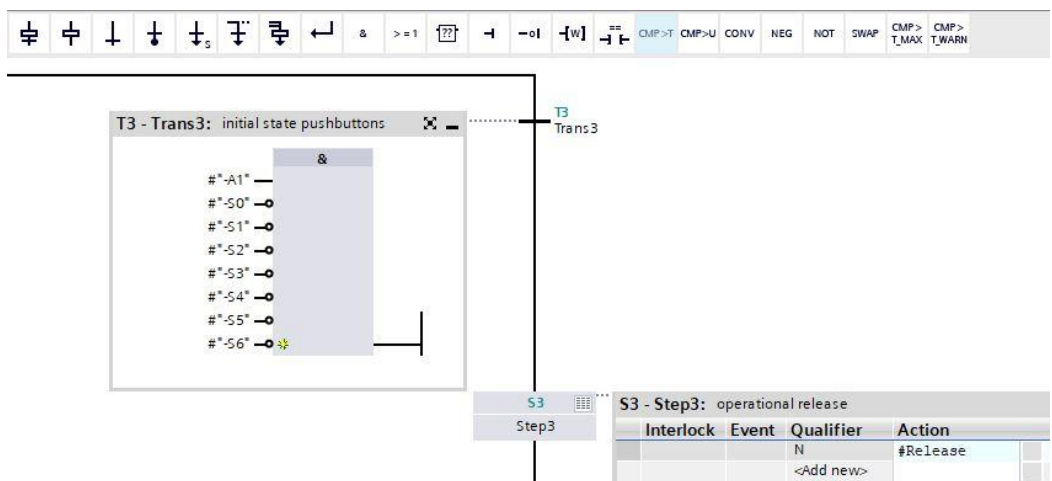 S & >=1 ?? -o| [w] == CMP>T CMP>U CONV NEG NOT SWAP CMP> T_MAX CMP> T_WARN
T3 - Trans3: initial state pushbuttons
T3
Trans3
&
#"-A1"
#"-S0"
#"-S1"
#"-S2"
#"-S3"
#"-S4"
#"-S5"
#"-S6"
S3
Step3
S3 - Step3: operational release
Interlock Event Qualifier Action
N #Release
<Add new>